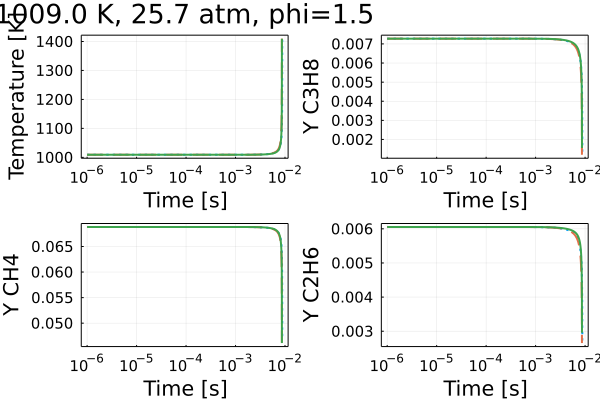 1009.0 K, 25.7 atm, phi=1.5
Temperature [K]
1400
1300
1200
1100
1000
10⁻⁶ 10⁻⁵ 10⁻⁴ 10⁻³ 10⁻²
Time [s]
Y C3H8
0.007
0.006
0.005
0.004
0.003
0.002
10⁻⁶ 10⁻⁵ 10⁻⁴ 10⁻³ 10⁻²
Time [s]
Y CH4
0.065
0.060
0.055
0.050
10⁻⁶ 10⁻⁵ 10⁻⁴ 10⁻³ 10⁻²
Time [s]
Y C2H6
0.006
0.005
0.004
0.003
10⁻⁶ 10⁻⁵ 10⁻⁴ 10⁻³ 10⁻²
Time [s]